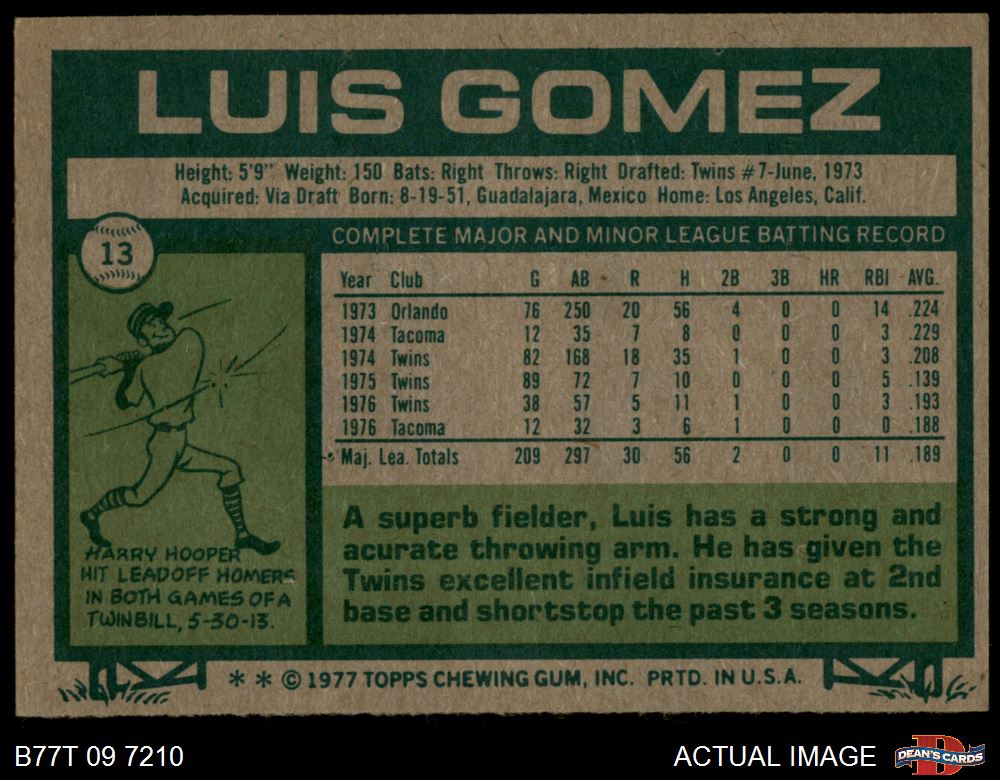 LUIS GOMEZ
Height: 5'9" Weight: 150 Bats: Right Throws: Right Drafted: Twins #7-June, 1973
Acquired: Via Draft Born: 8-19-51, Guadalajara, Mexico Home: Los Angeles, Calif.
13
COMPLETE MAJOR AND MINOR LEAGUE BATTING RECORD
Year Club G AB R H 2B 3B HR RBI AVG.
1973 Orlando 76 250 20 56 4 0 0 14 .224
1974 Tacoma 12 35 7 8 0 0 0 3 .229
1974 Twins 82 168 18 35 1 0 0 3 .208
1975 Twins 89 72 7 10 0 0 0 5 .139
1976 Twins 38 57 5 11 1 0 0 3 .193
1976 Tacoma 12 32 3 6 1 0 0 0 .188
Maj. Lea. Totals 209 297 30 56 2 0 0 11 .189
HARRY HOOPER
HIT LEADOFF HOMERS
IN BOTH GAMES OF A
TWINBILL, 5-30-13.
A superb fielder, Luis has a strong and
acurate throwing arm. He has given the
Twins excellent infield insurance at 2nd
base and shortstop the past 3 seasons.
* * © 1977 TOPPS CHEWING GUM, INC. PRTD. IN U.S.A.
B77T 09 7210
ACTUAL IMAGE
D
DEAN'S CARDS